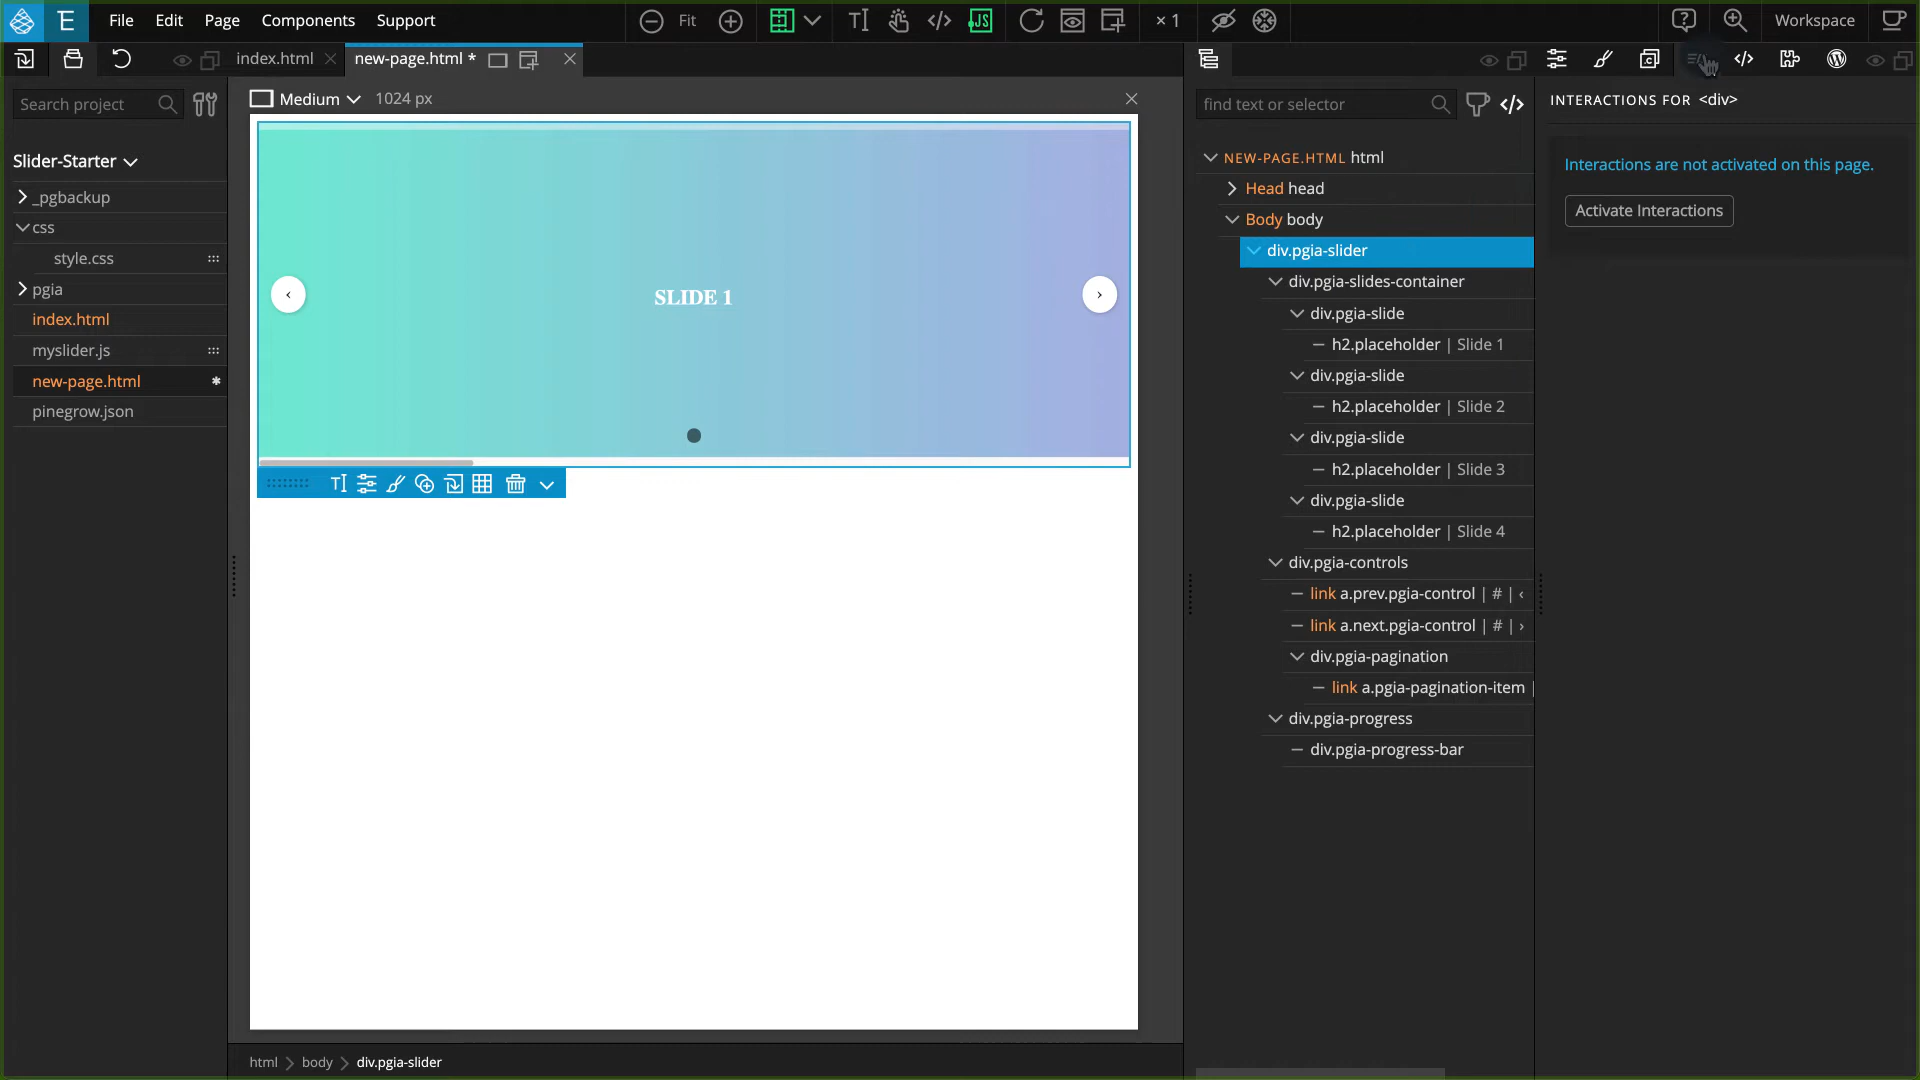 File Edit Page Components Support Fit × 1 Workspace
index.html new-page.html *
Search project
Slider-Starter
_pgbackup
css
style.css
pgia
index.html
myslider.js
new-page.html *
pinegrow.json
Medium 1024 px
‹ SLIDE 1 ›
html body div.pgia-slider
find text or selector
NEW-PAGE.HTML html
Head head
Body body
div.pgia-slider
div.pgia-slides-container
div.pgia-slide
h2.placeholder | Slide 1
div.pgia-slide
h2.placeholder | Slide 2
div.pgia-slide
h2.placeholder | Slide 3
div.pgia-slide
h2.placeholder | Slide 4
div.pgia-controls
link a.prev.pgia-control | # | ‹
link a.next.pgia-control | # | ›
div.pgia-pagination
link a.pgia-pagination-item |
div.pgia-progress
div.pgia-progress-bar
INTERACTIONS FOR <div>
Interactions are not activated on this page.
Activate Interactions